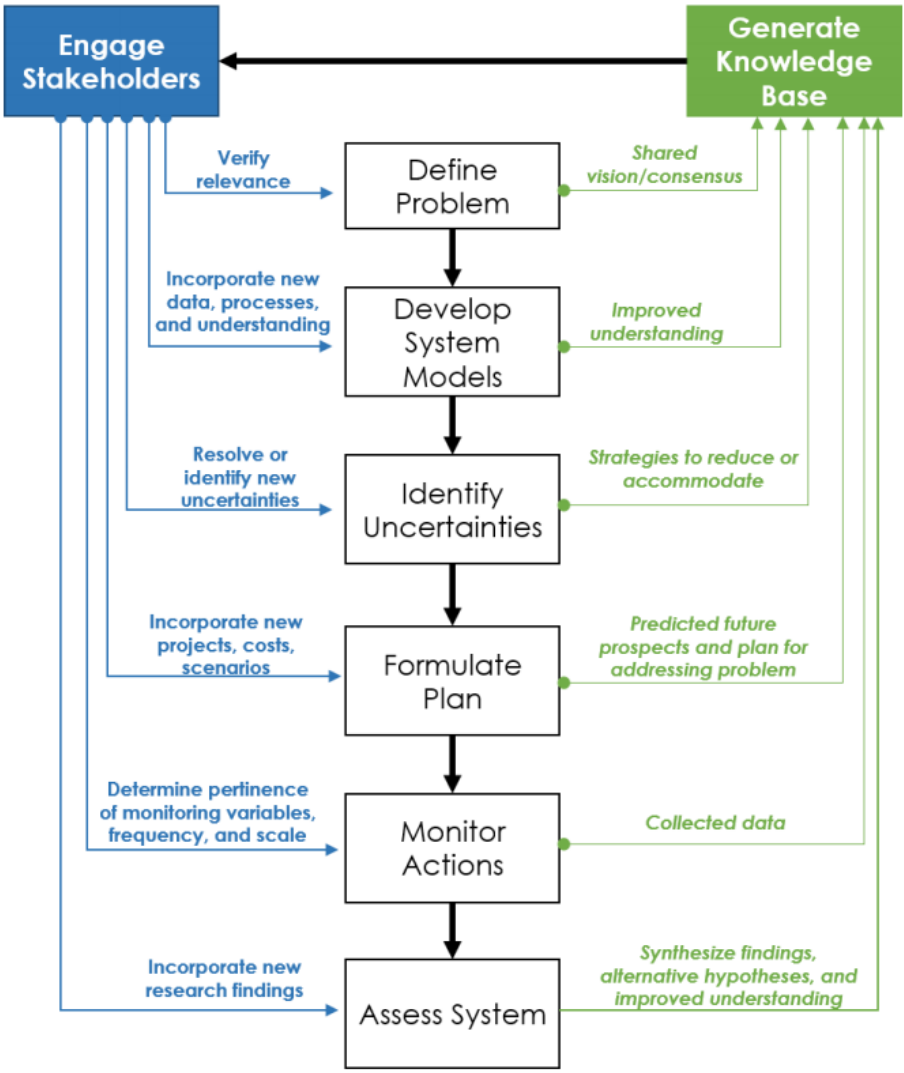 Engage
Stakeholders
Generate
Knowledge
Base
Verify
relevance
Define
Problem
Shared
vision/consensus
Incorporate new
data, processes,
and understanding
Develop
System
Models
Improved
understanding
Resolve or
identify new
uncertainties
Identify
Uncertainties
Strategies to reduce or
accommodate
Incorporate new
projects, costs,
scenarios
Formulate
Plan
Predicted future
prospects and plan for
addressing problem
Determine pertinence
of monitoring variables,
frequency, and scale
Monitor
Actions
Collected data
Incorporate new
research findings
Assess System
Synthesize findings,
alternative hypotheses, and
improved understanding